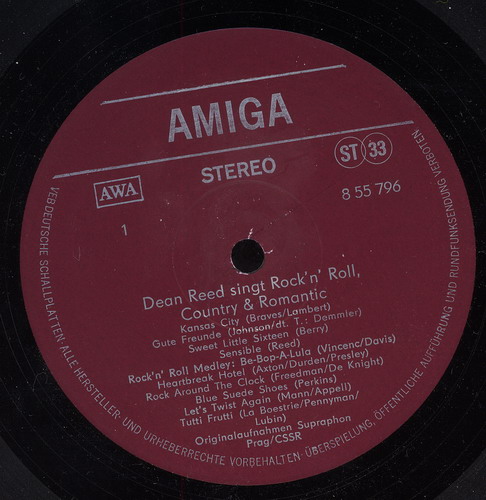 AMIGA
STEREO
ST 33
AWA
8 55 796
1
Dean Reed singt Rock'n' Roll,
Country & Romantic
Kansas City (Braves/Lambert)
Gute Freunde (Johnson/dt. T.: Demmler)
Sweet Little Sixteen (Berry)
Sensible (Reed)
Rock'n' Roll Medley: Be-Bop-A-Lula (Vincenc/Davis)
Heartbreak Hotel (Axton/Durden/Presley)
Rock Around The Clock (Freedman/De Knight)
Blue Suede Shoes (Perkins)
Let's Twist Again (Mann/Appell)
Tutti Frutti (La Boestrie/Pennyman/
Lubin)
Originalaufnahmen Supraphon
Prag/CSSR
VEB DEUTSCHE SCHALLPLATTEN · ALLE HERSTELLER- UND URHEBERRECHTE VORBEHALTEN · ÜBERSPIELUNG, ÖFFENTLICHE AUFFÜHRUNG UND RUNDFUNKSENDUNG VERBOTEN